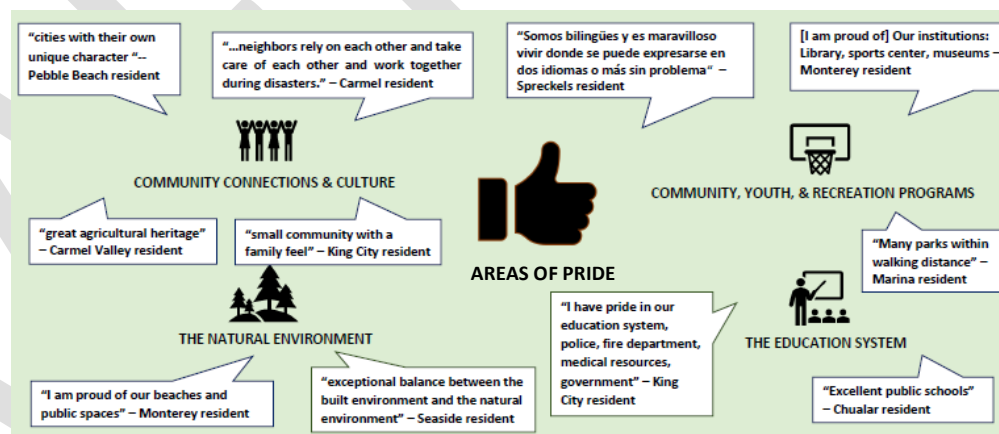 “cities with their own
unique character “--
Pebble Beach resident
“...neighbors rely on each other and take
care of each other and work together
during disasters.” – Carmel resident
“Somos bilingües y es maravilloso
vivir donde se puede expresarse en
dos idiomas o más sin problema” –
Spreckels resident
[I am proud of] Our institutions:
Library, sports center, museums –
Monterey resident
COMMUNITY CONNECTIONS & CULTURE
COMMUNITY, YOUTH, & RECREATION PROGRAMS
“great agricultural heritage”
– Carmel Valley resident
“small community with a
family feel” – King City resident
AREAS OF PRIDE
“Many parks within
walking distance” –
Marina resident
THE NATURAL ENVIRONMENT
“I have pride in our
education system,
police, fire department,
medical resources,
government” – King
City resident
THE EDUCATION SYSTEM
“I am proud of our beaches and
public spaces” – Monterey resident
“exceptional balance between the
built environment and the natural
environment” – Seaside resident
“Excellent public schools”
– Chualar resident